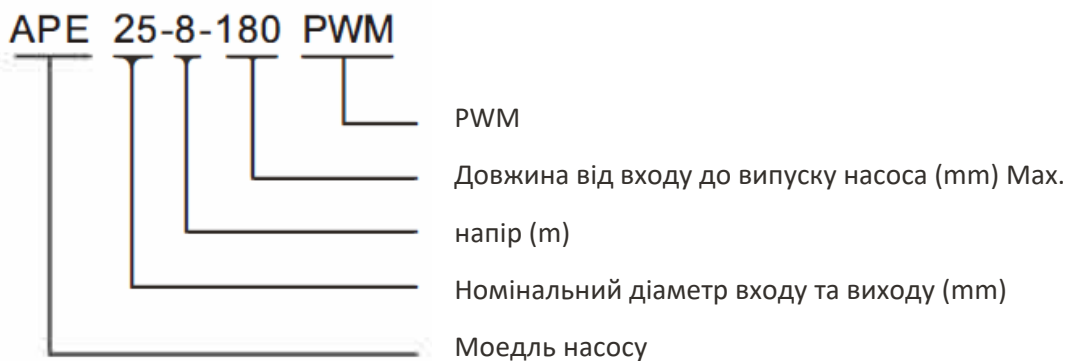 APE 25-8-180 PWM
PWM
Довжина від входу до випуску насоса (mm) Max.
напір (m)
Номінальний діаметр входу та виходу (mm)
Моедль насосу